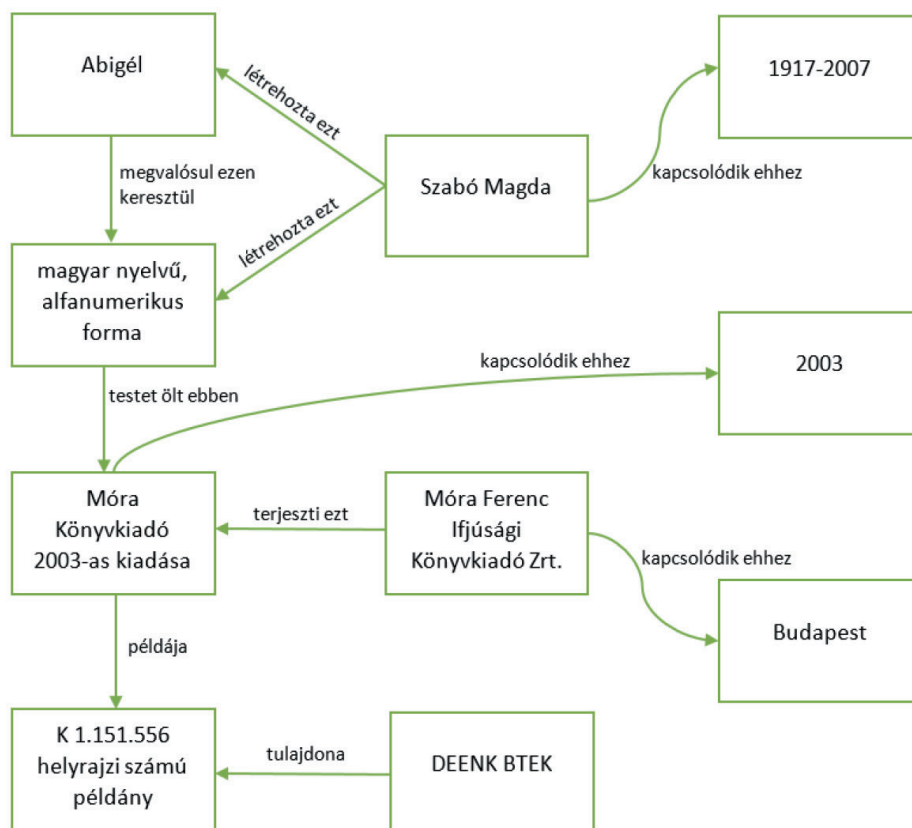 Abigél
létrehozta ezt
1917-2007
Szabó Magda
kapcsolódik ehhez
megvalósul ezen
keresztül
létrehozta ezt
magyar nyelvű,
alfanumerikus
forma
kapcsolódik ehhez
2003
testet ölt ebben
Móra
Könyvkiadó
2003-as kiadása
terjeszti ezt
Móra Ferenc
Ifjúsági
Könyvkiadó Zrt.
kapcsolódik ehhez
Budapest
példája
K 1.151.556
helyrajzi számú
példány
tulajdona
DEENK BTEK